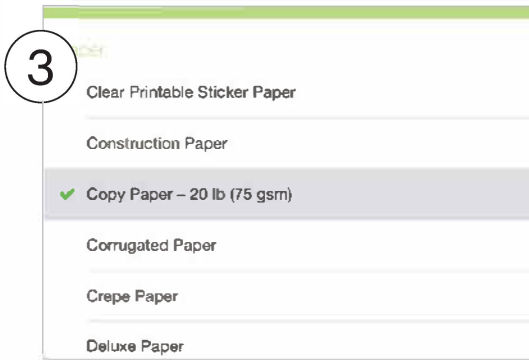 3
Clear Printable Sticker Paper
Construction Paper
Copy Paper – 20 lb (75 gsm)
Corrugated Paper
Crepe Paper
Deluxe Paper